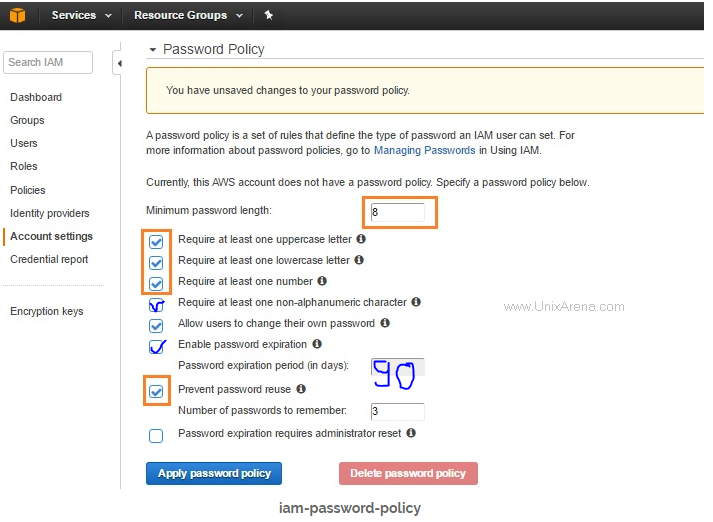 Services Resource Groups
Search IAM
Dashboard
Groups
Users
Roles
Policies
Identity providers
Account settings
Credential report
Encryption keys
Password Policy
You have unsaved changes to your password policy.
A password policy is a set of rules that define the type of password an IAM user can set. For
more information about password policies, go to Managing Passwords in Using IAM.
Currently, this AWS account does not have a password policy. Specify a password policy below.
Minimum password length: 8
Require at least one uppercase letter
Require at least one lowercase letter
Require at least one number
Require at least one non-alphanumeric character
www.UnixArena.com
Allow users to change their own password
Enable password expiration
Password expiration period (in days): 90
Prevent password reuse
Number of passwords to remember: 3
Password expiration requires administrator reset
Apply password policy Delete password policy
iam-password-policy